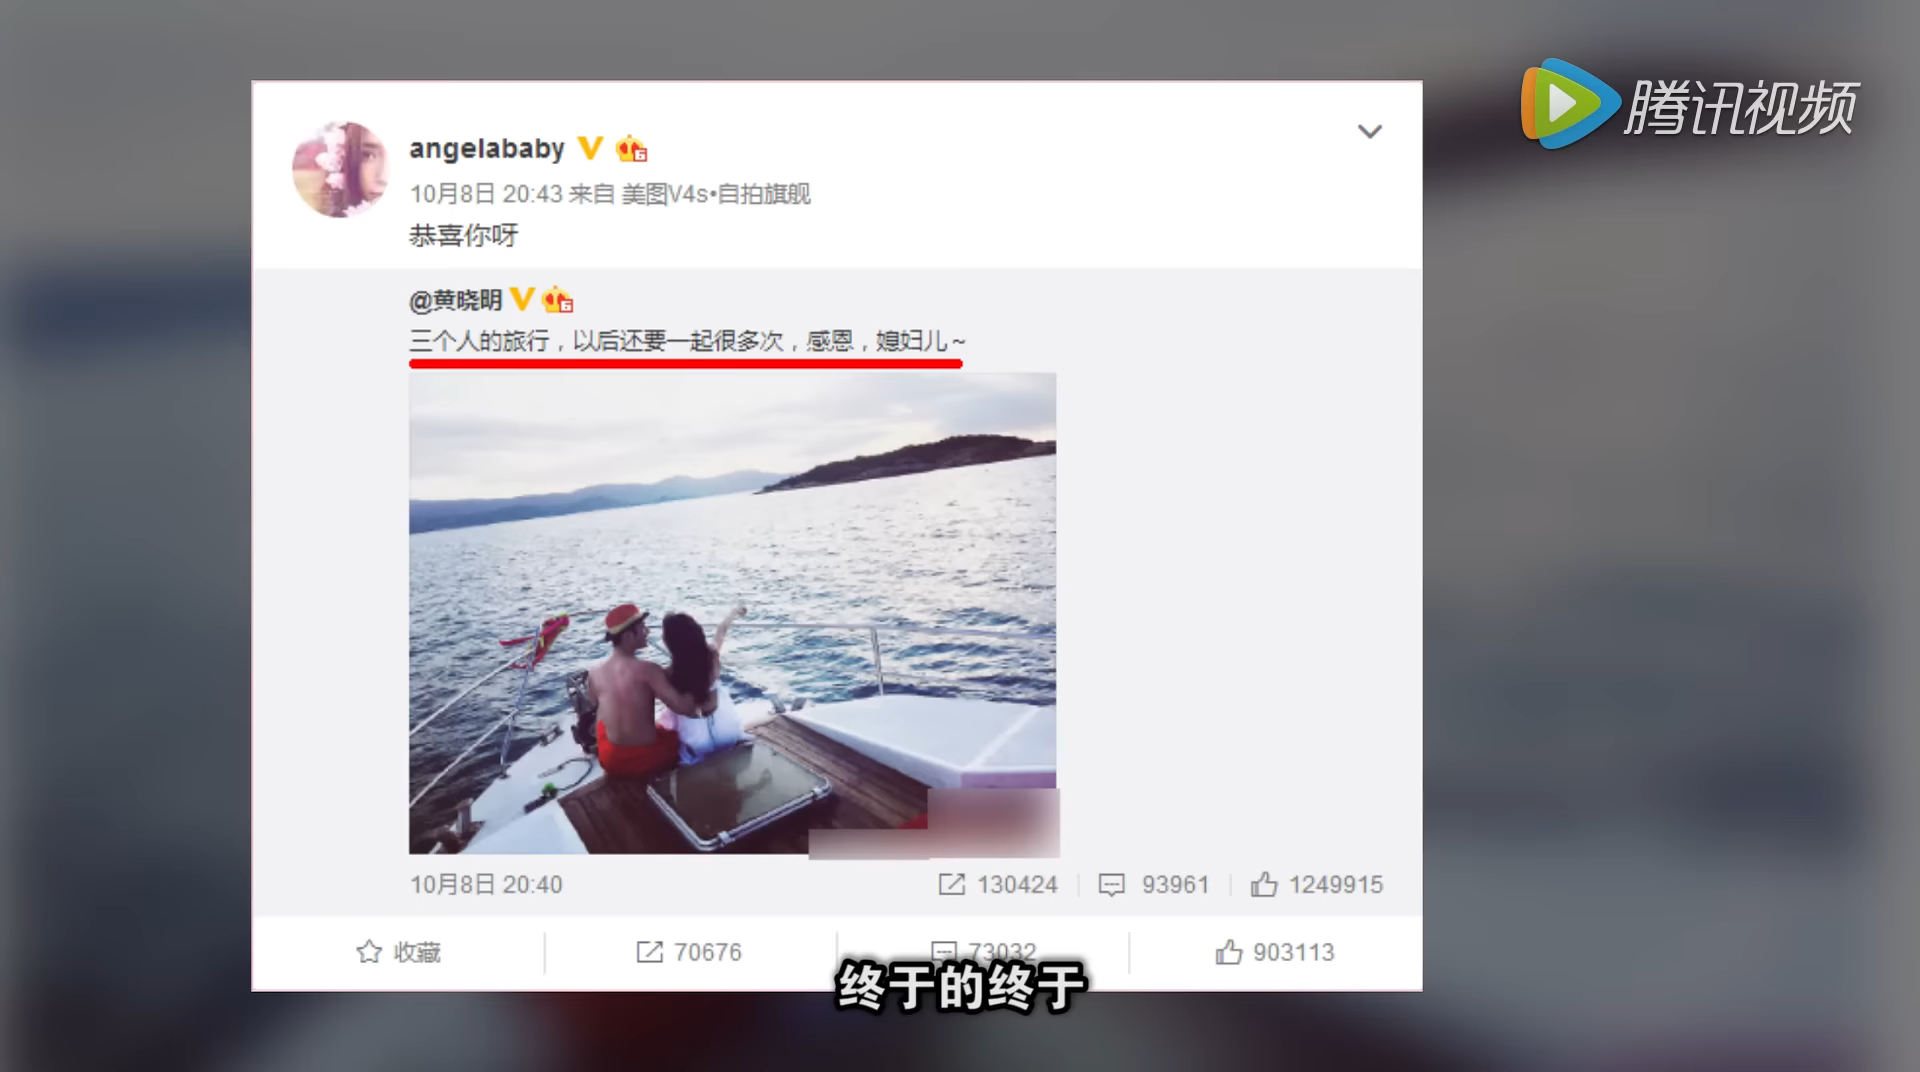 腾讯视频
angelababy
10月8日 20:43 来自 美图V4s•自拍旗舰
恭喜你呀
@黄晓明
三个人的旅行，以后还要一起很多次，感恩，媳妇儿~
10月8日 20:40
130424
93961
1249915
收藏
70676
73032
903113
终于的终于